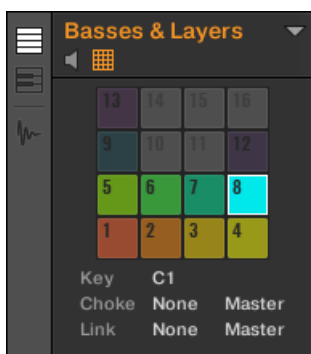 Basses & Layers
13 14 15 16
9 10 11 12
5 6 7 8
1 2 3 4
Key C1
Choke None Master
Link None Master